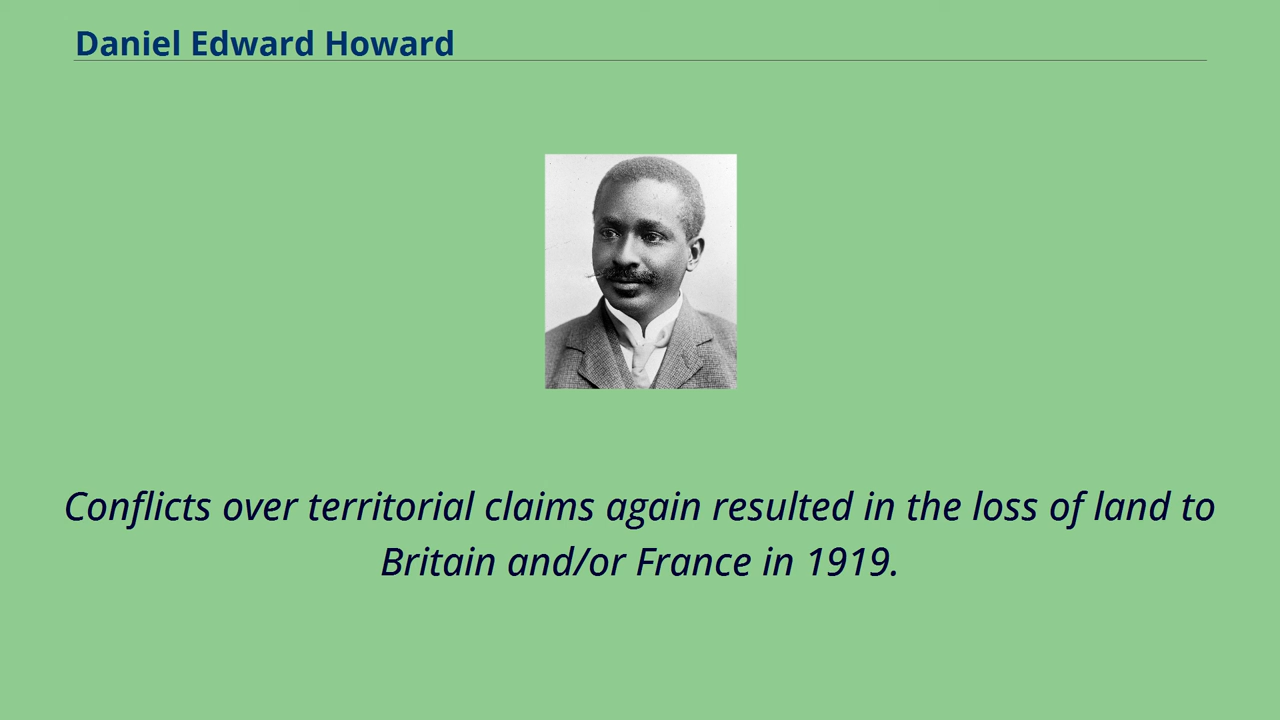 Daniel Edward Howard
Conflicts over territorial claims again resulted in the loss of land to
Britain and/or France in 1919.